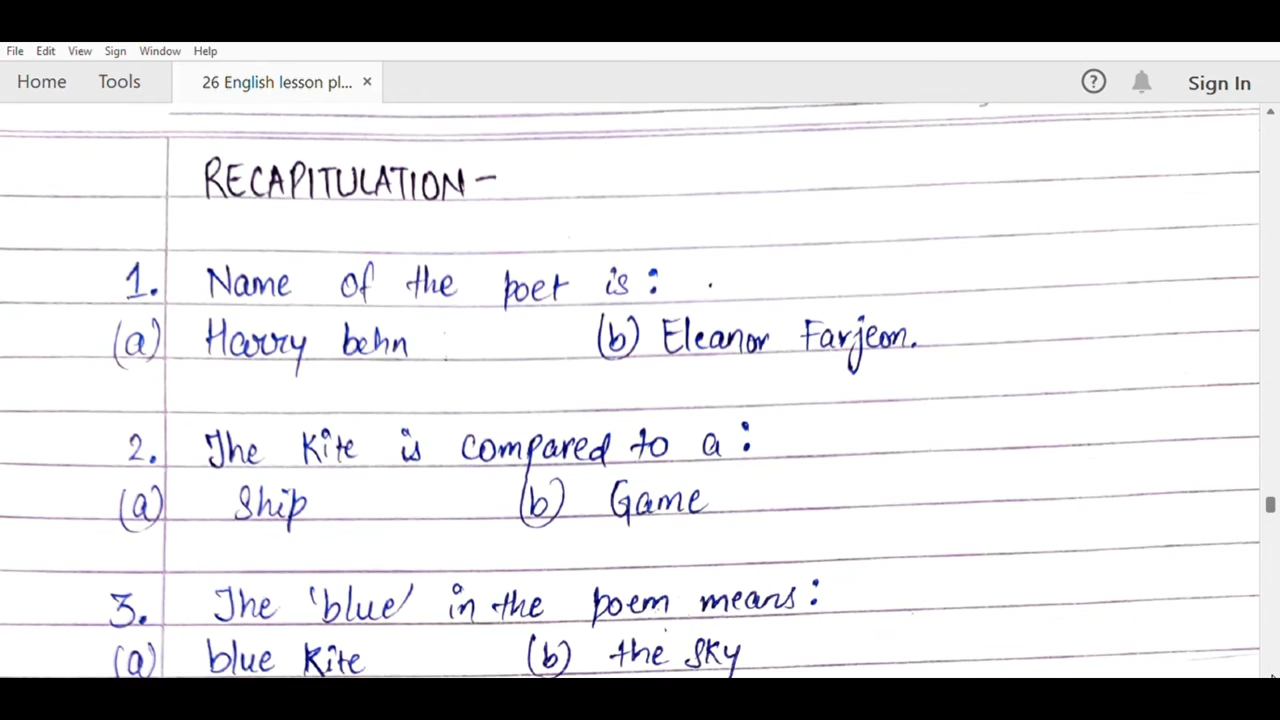 File Edit View Sign Window Help
Home Tools 26 English lesson pl... × ? Sign In
RECAPITULATION -
1. Name of the poet is :
(a) Harry behn (b) Eleanor Farjeon.
2. The Kite is compared to a :
(a) Ship (b) Game
3. The 'blue' in the poem means :
(a) blue Kite (b) the sky